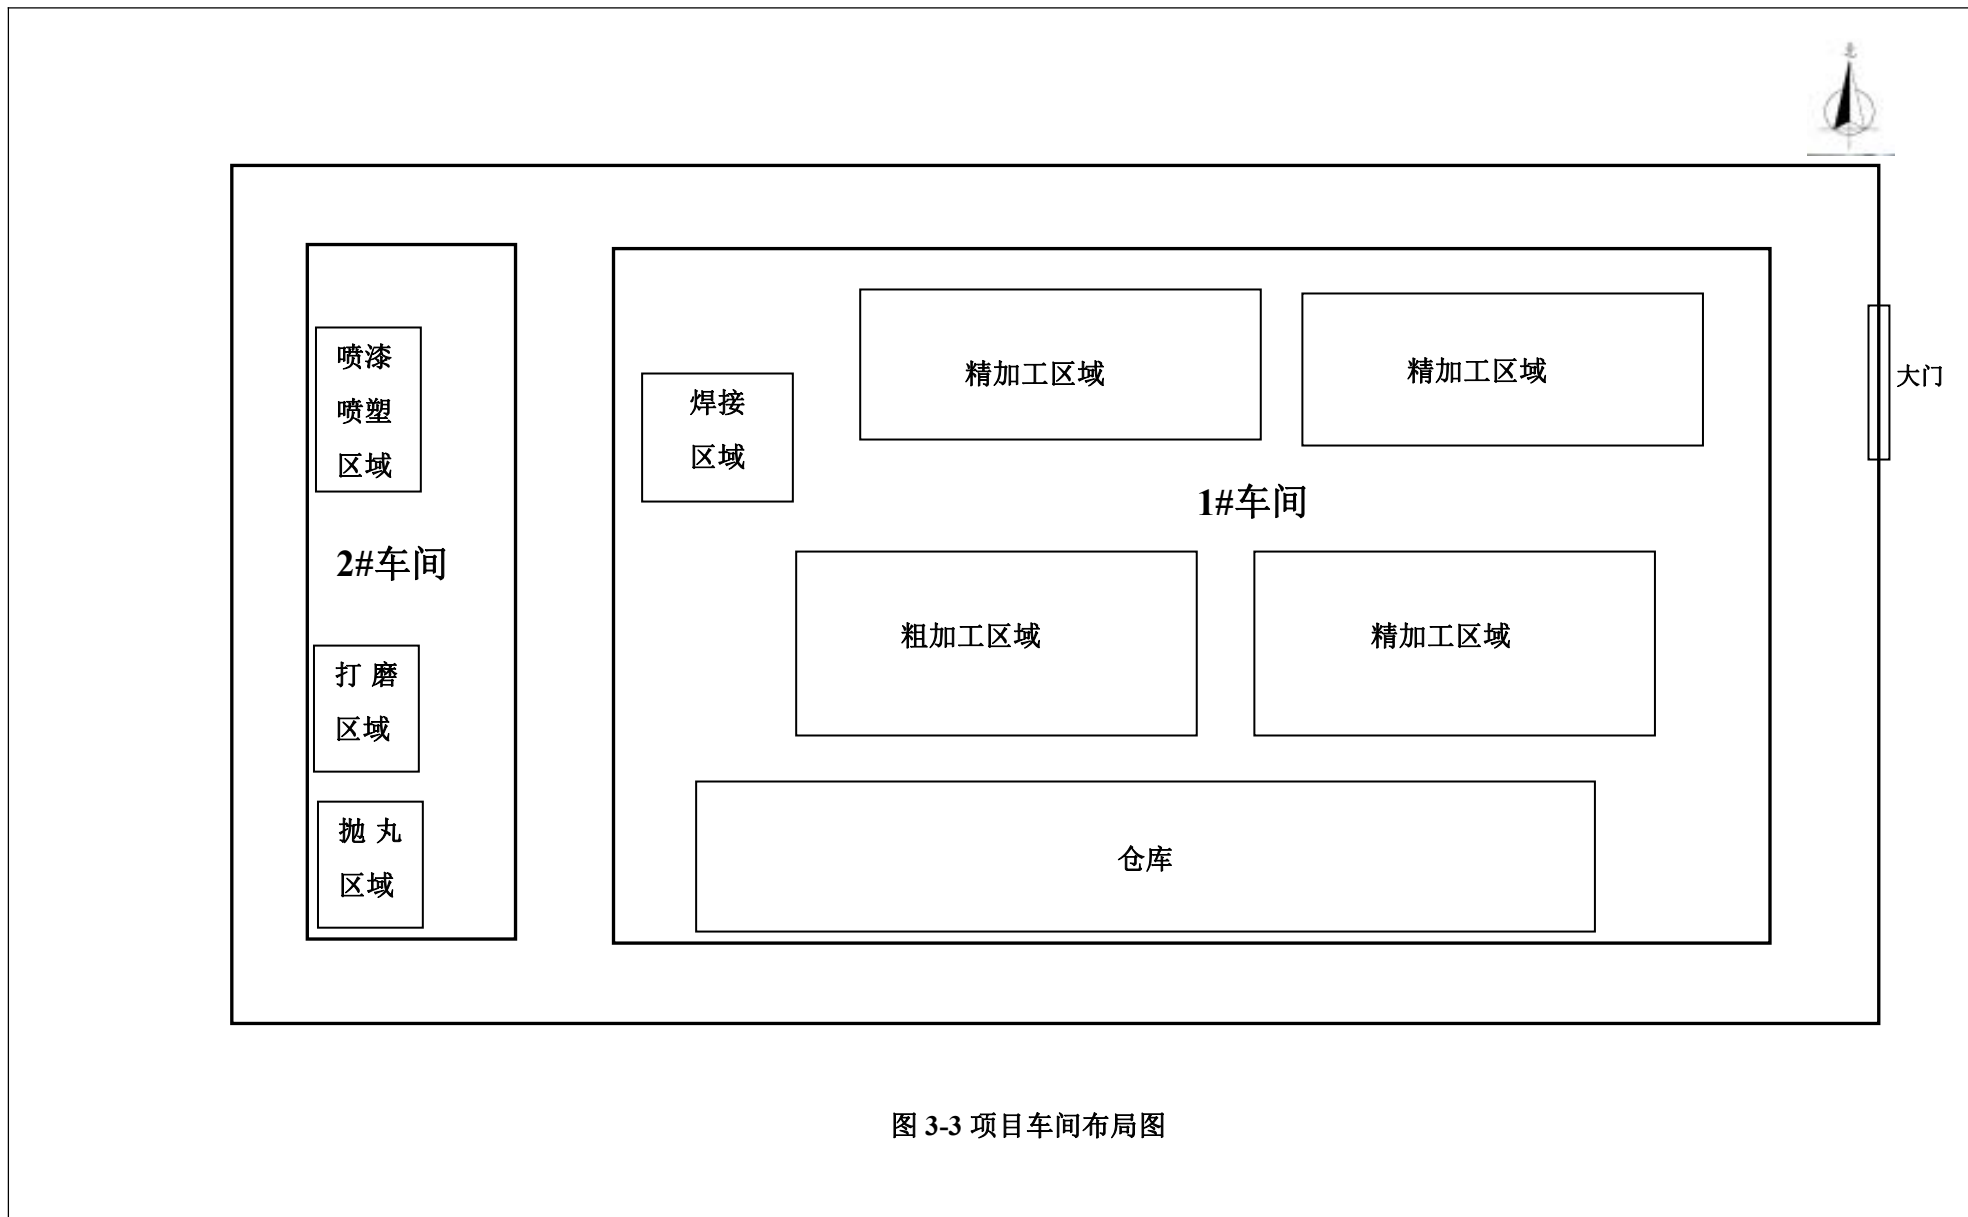 北
喷漆
喷塑
区域
2#车间
打 磨
区域
抛 丸
区域
焊接
区域
精加工区域
精加工区域
1#车间
粗加工区域
精加工区域
仓库
大门
图 3-3 项目车间布局图